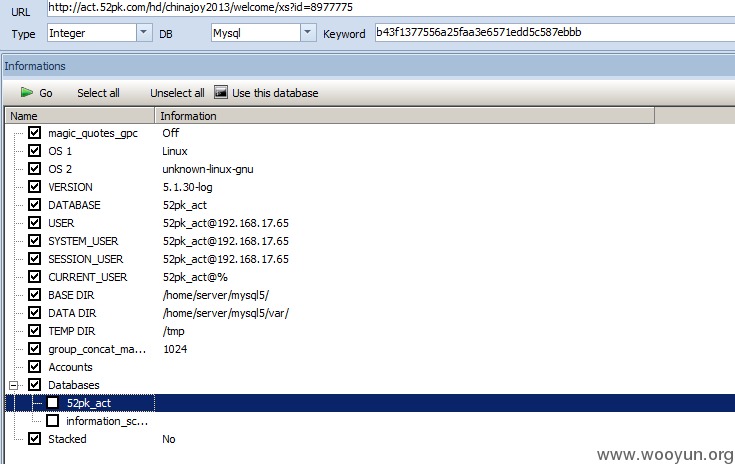 URL http://act.52pk.com/hd/chinajoy2013/welcome/xs?id=8977775
Type Integer DB Mysql Keyword b43f1377556a25faa3e6571edd5c587ebbb
Informations
Go Select all Unselect all Use this database
Name Information
magic_quotes_gpc Off
OS 1 Linux
OS 2 unknown-linux-gnu
VERSION 5.1.30-log
DATABASE 52pk_act
USER 52pk_act@192.168.17.65
SYSTEM_USER 52pk_act@192.168.17.65
SESSION_USER 52pk_act@192.168.17.65
CURRENT_USER 52pk_act@%
BASE DIR /home/server/mysql5/
DATA DIR /home/server/mysql5/var/
TEMP DIR /tmp
group_concat_ma... 1024
Accounts
Databases
52pk_act
information_sc...
Stacked No
www.wooyun.org